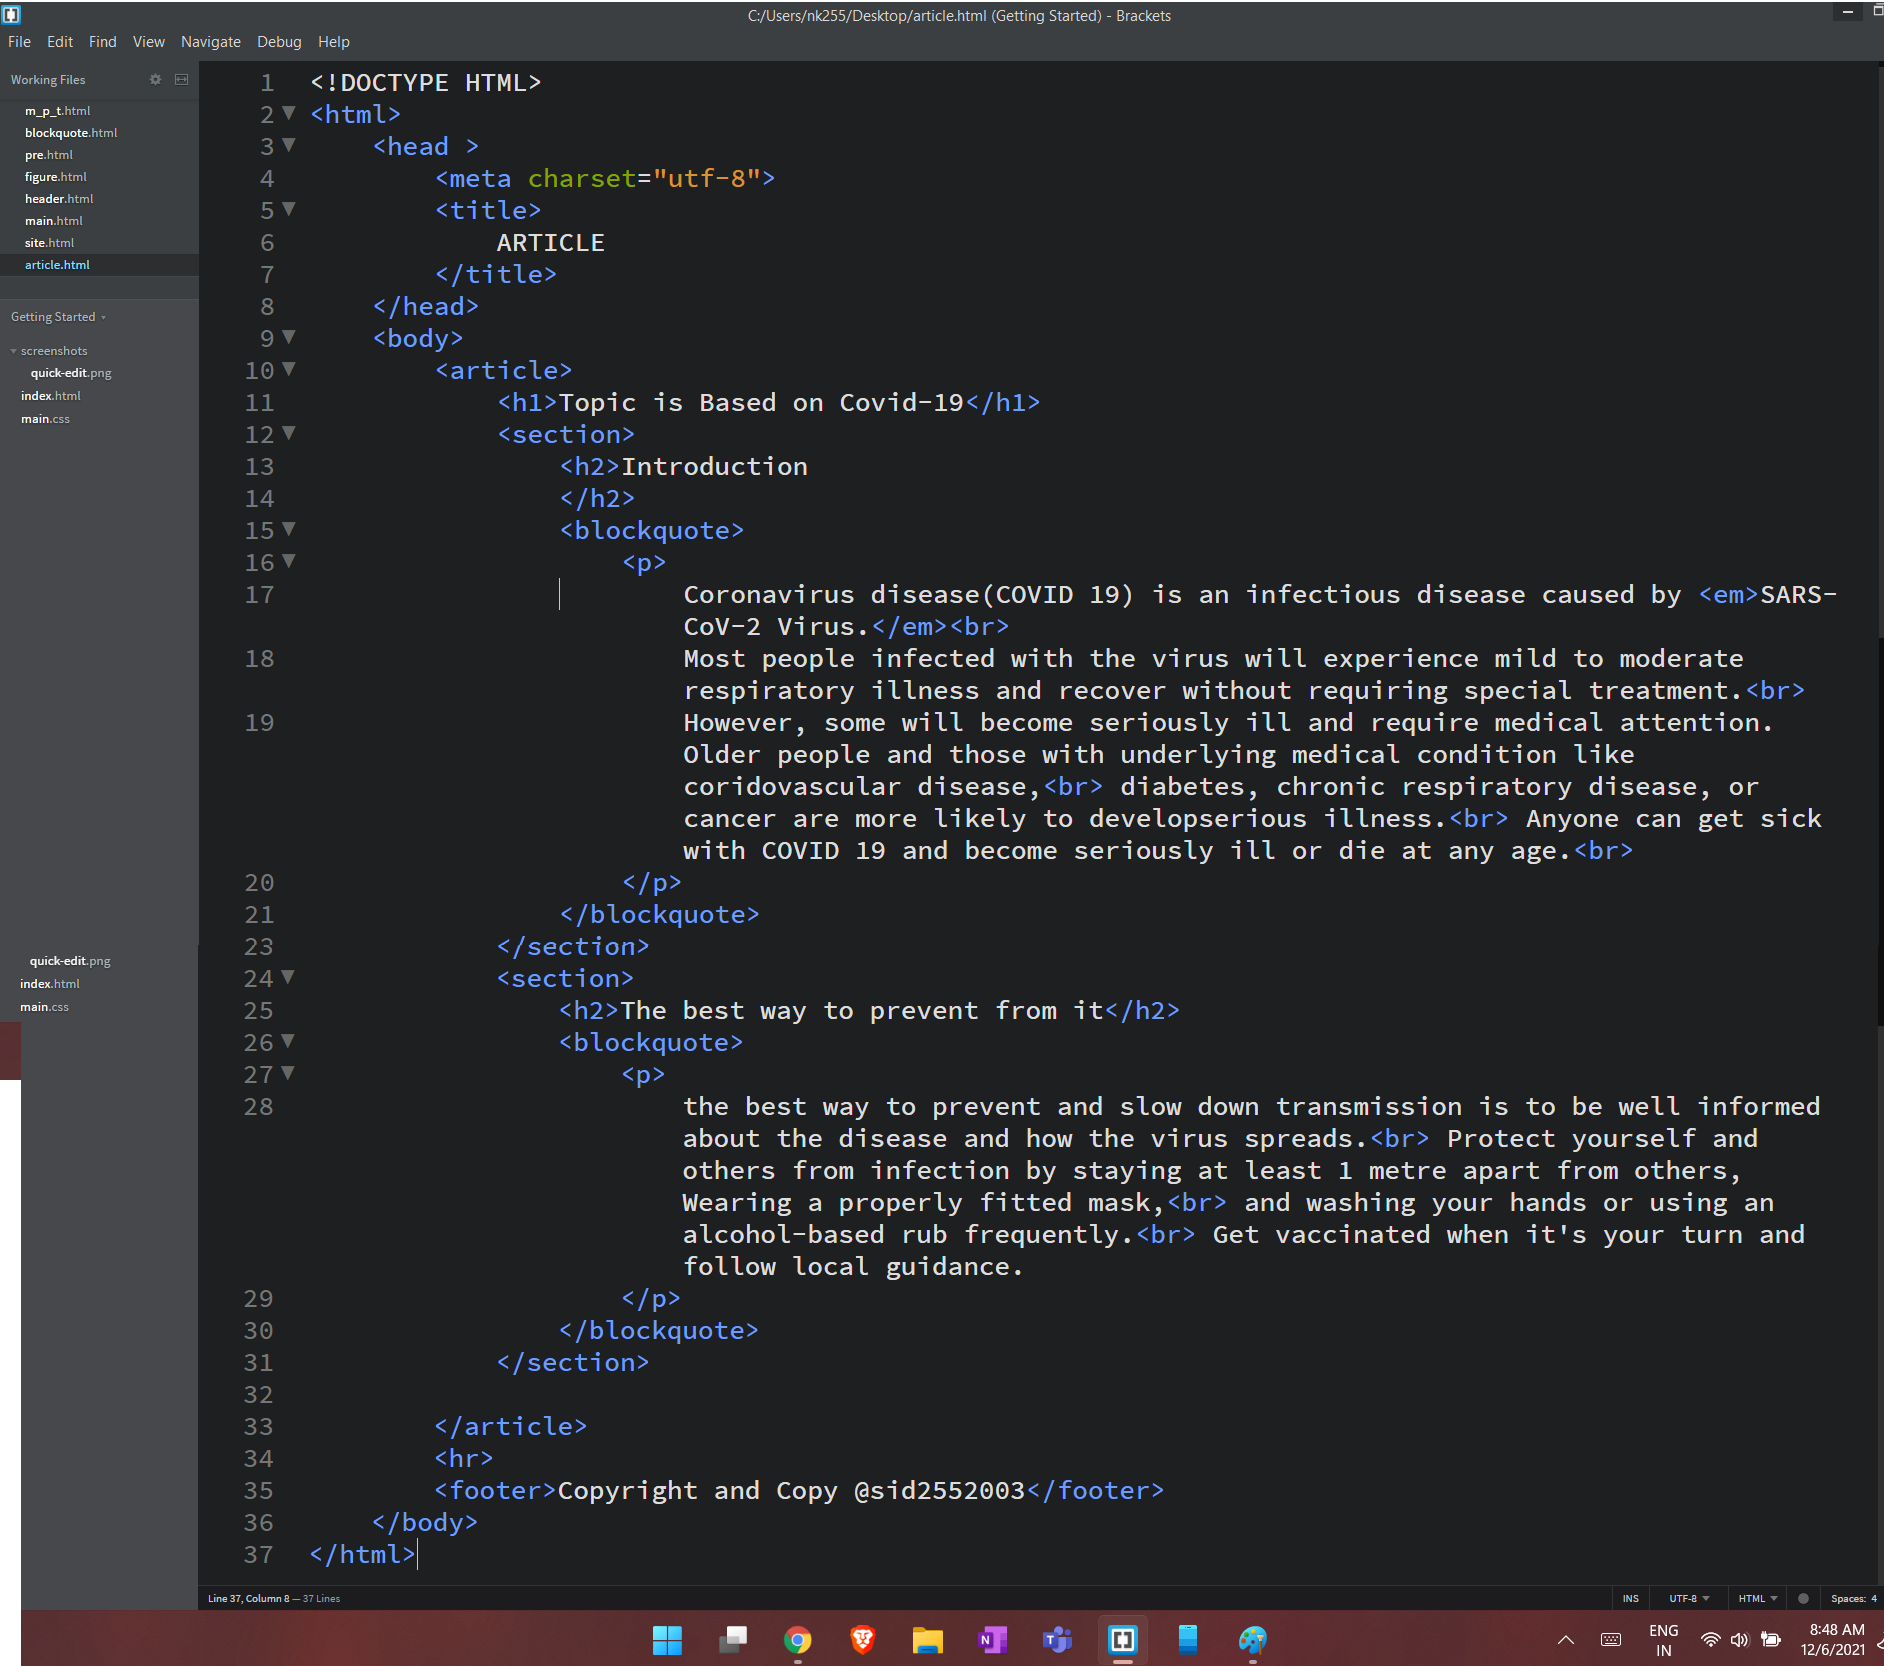 C:/Users/nk255/Desktop/article.html (Getting Started) - Brackets
File Edit Find View Navigate Debug Help
Working Files
m_p_t.html
blockquote.html
pre.html
figure.html
header.html
main.html
site.html
article.html
Getting Started
screenshots
quick-edit.png
index.html
main.css
quick-edit.png
index.html
main.css
1 <!DOCTYPE HTML>
2 <html>
3 <head >
4 <meta charset="utf-8">
5 <title>
6 ARTICLE
7 </title>
8 </head>
9 <body>
10 <article>
11 <h1>Topic is Based on Covid-19</h1>
12 <section>
13 <h2>Introduction
14 </h2>
15 <blockquote>
16 <p>
17 Coronavirus disease(COVID 19) is an infectious disease caused by <em>SARS-
CoV-2 Virus.</em><br>
18 Most people infected with the virus will experience mild to moderate
respiratory illness and recover without requiring special treatment.<br>
19 However, some will become seriously ill and require medical attention.
Older people and those with underlying medical condition like
coridovascular disease,<br> diabetes, chronic respiratory disease, or
cancer are more likely to developserious illness.<br> Anyone can get sick
with COVID 19 and become seriously ill or die at any age.<br>
20 </p>
21 </blockquote>
23 </section>
24 <section>
25 <h2>The best way to prevent from it</h2>
26 <blockquote>
27 <p>
28 the best way to prevent and slow down transmission is to be well informed
about the disease and how the virus spreads.<br> Protect yourself and
others from infection by staying at least 1 metre apart from others,
Wearing a properly fitted mask,<br> and washing your hands or using an
alcohol-based rub frequently.<br> Get vaccinated when it's your turn and
follow local guidance.
29 </p>
30 </blockquote>
31 </section>
32
33 </article>
34 <hr>
35 <footer>Copyright and Copy @sid2552003</footer>
36 </body>
37 </html>
Line 37, Column 8 — 37 Lines
INS UTF-8 HTML Spaces: 4
ENG
IN
8:48 AM
12/6/2021